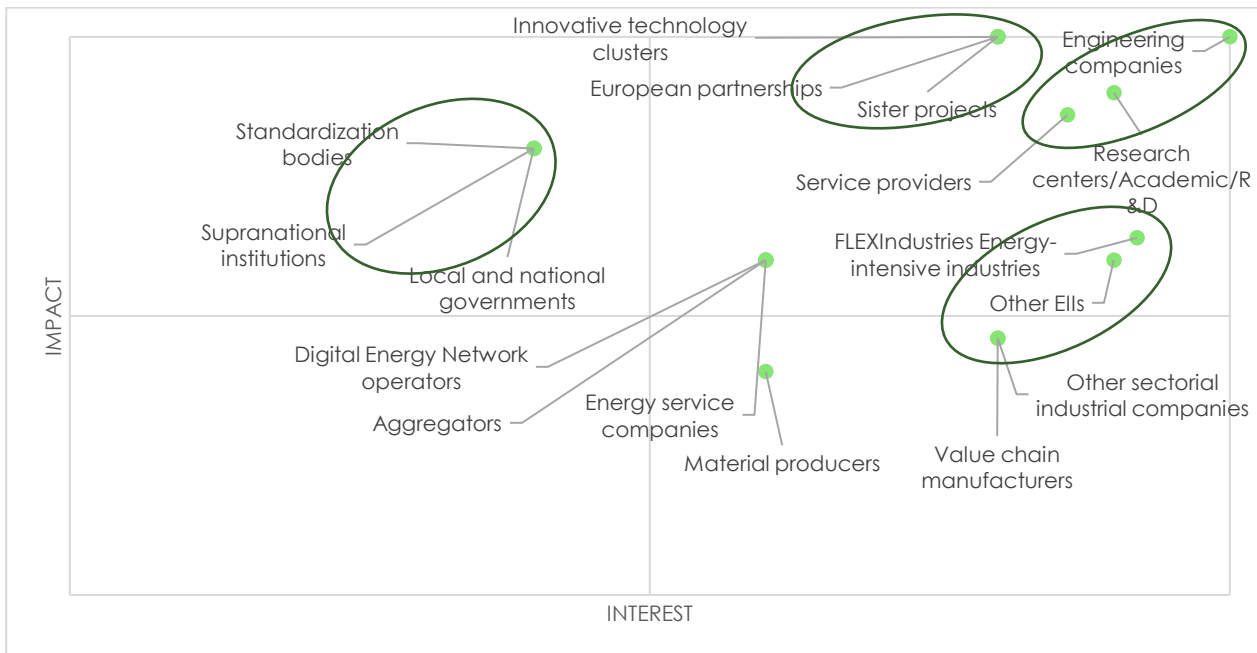 Innovative technology
clusters
European partnerships
Sister projects
Engineering
companies
Standardization
bodies
Service providers
Research
centers/Academic/R
&D
Supranational
institutions
Local and national
governments
FLEXIndustries Energy-
intensive industries
Other EIIs
IMPACT
Digital Energy Network
operators
Aggregators
Energy service
companies
Material producers
Other sectorial
industrial companies
Value chain
manufacturers
INTEREST